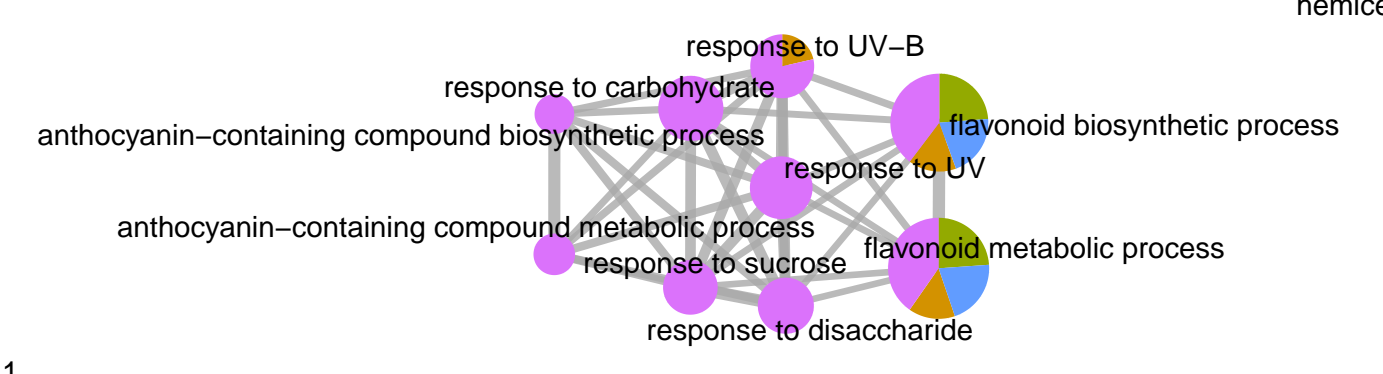 hemice
response to UV−B
response to carbohydrate
flavonoid biosynthetic process
anthocyanin−containing compound biosynthetic process
response to UV
anthocyanin−containing compound metabolic process
flavonoid metabolic process
response to sucrose
response to disaccharide
1